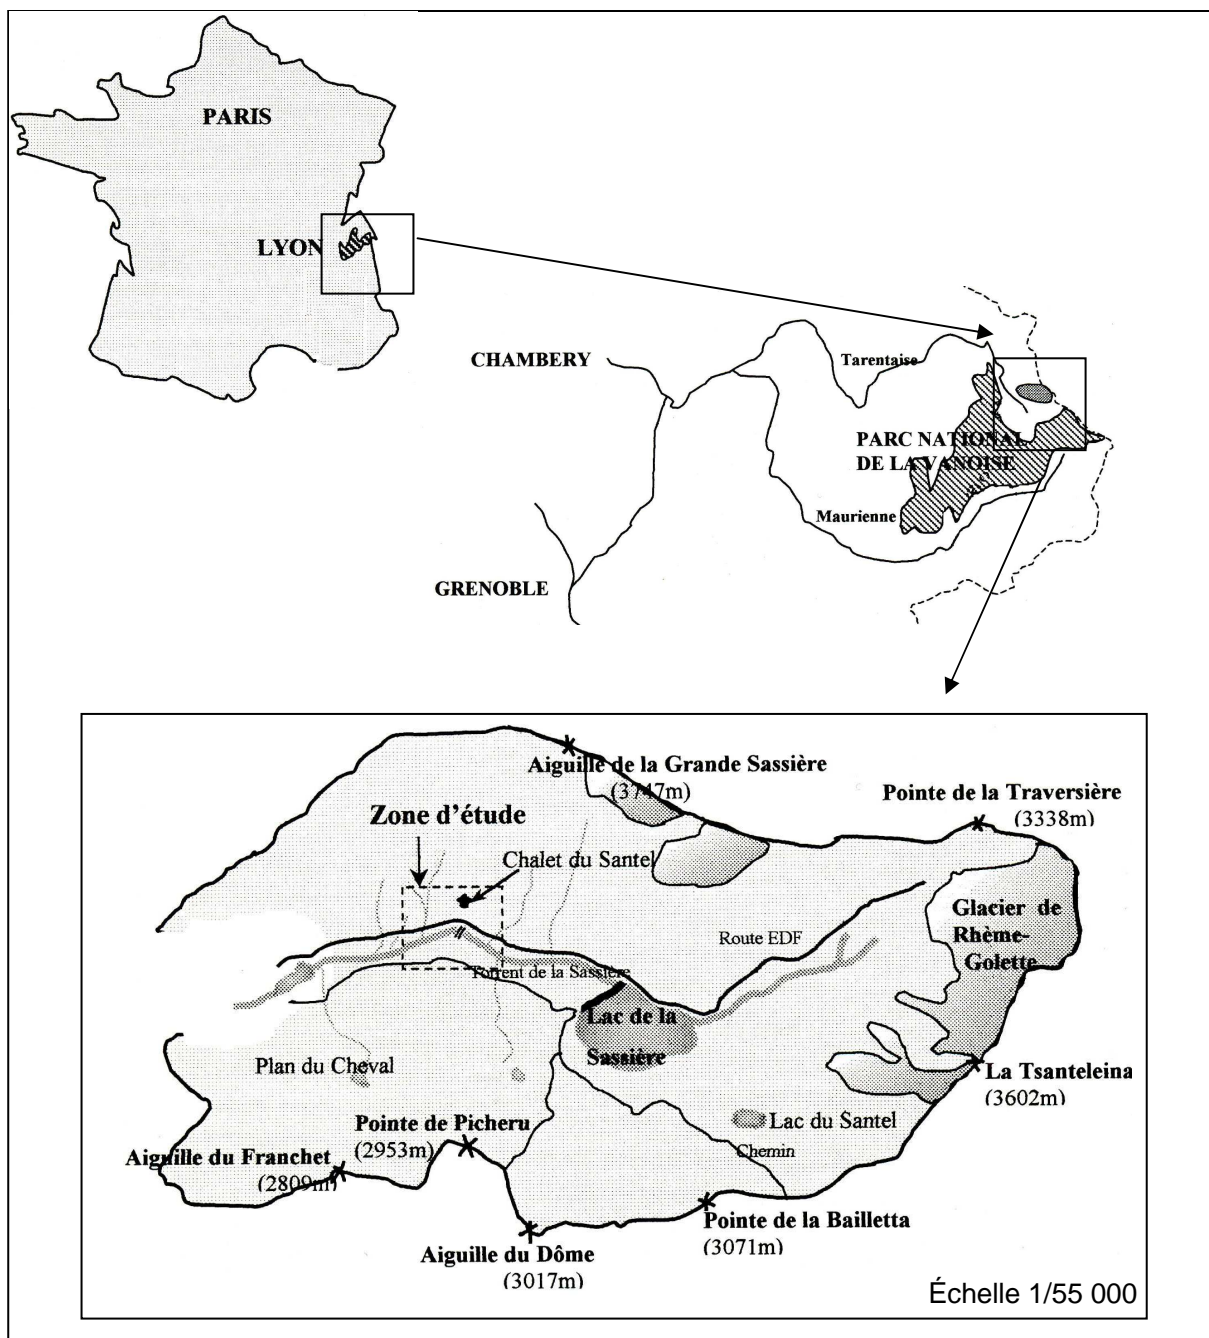 PARIS
LYON
CHAMBERY
Tarentaise
PARC NATIONAL
DE LA VANOISE
Maurienne
GRENOBLE
Aiguille de la Grande Sassière
(3747m)
Pointe de la Traversière
(3338m)
Zone d'étude
Chalet du Santel
Glacier de
Rhème-
Golette
Route EDF
Torrent de la Sassière
Lac de la
Sassière
Plan du Cheval
La Tsanteleina
(3602m)
Pointe de Picheru
(2953m)
Lac du Santel
Chemin
Aiguille du Franchet
(2809m)
Pointe de la Bailletta
(3071m)
Aiguille du Dôme
(3017m)
Échelle 1/55 000